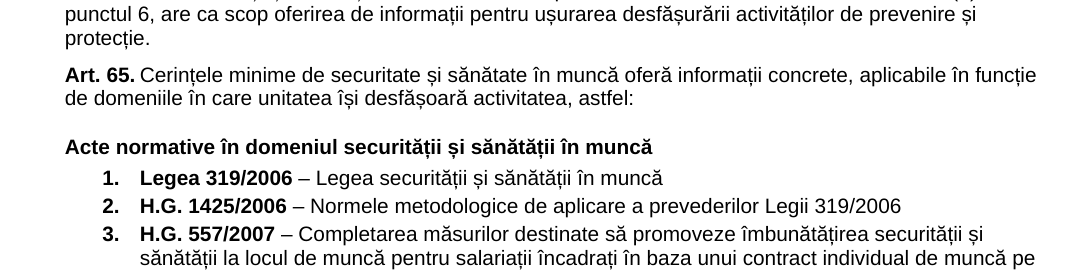 punctul 6, are ca scop oferirea de informații pentru ușurarea desfășurării activităților de prevenire și
protecție.
Art. 65. Cerințele minime de securitate și sănătate în muncă oferă informații concrete, aplicabile în funcție
de domeniile în care unitatea își desfășoară activitatea, astfel:
Acte normative în domeniul securității și sănătății în muncă
1. Legea 319/2006 – Legea securității și sănătății în muncă
2. H.G. 1425/2006 – Normele metodologice de aplicare a prevederilor Legii 319/2006
3. H.G. 557/2007 – Completarea măsurilor destinate să promoveze îmbunătățirea securității și
sănătății la locul de muncă pentru salariații încadrați în baza unui contract individual de muncă pe